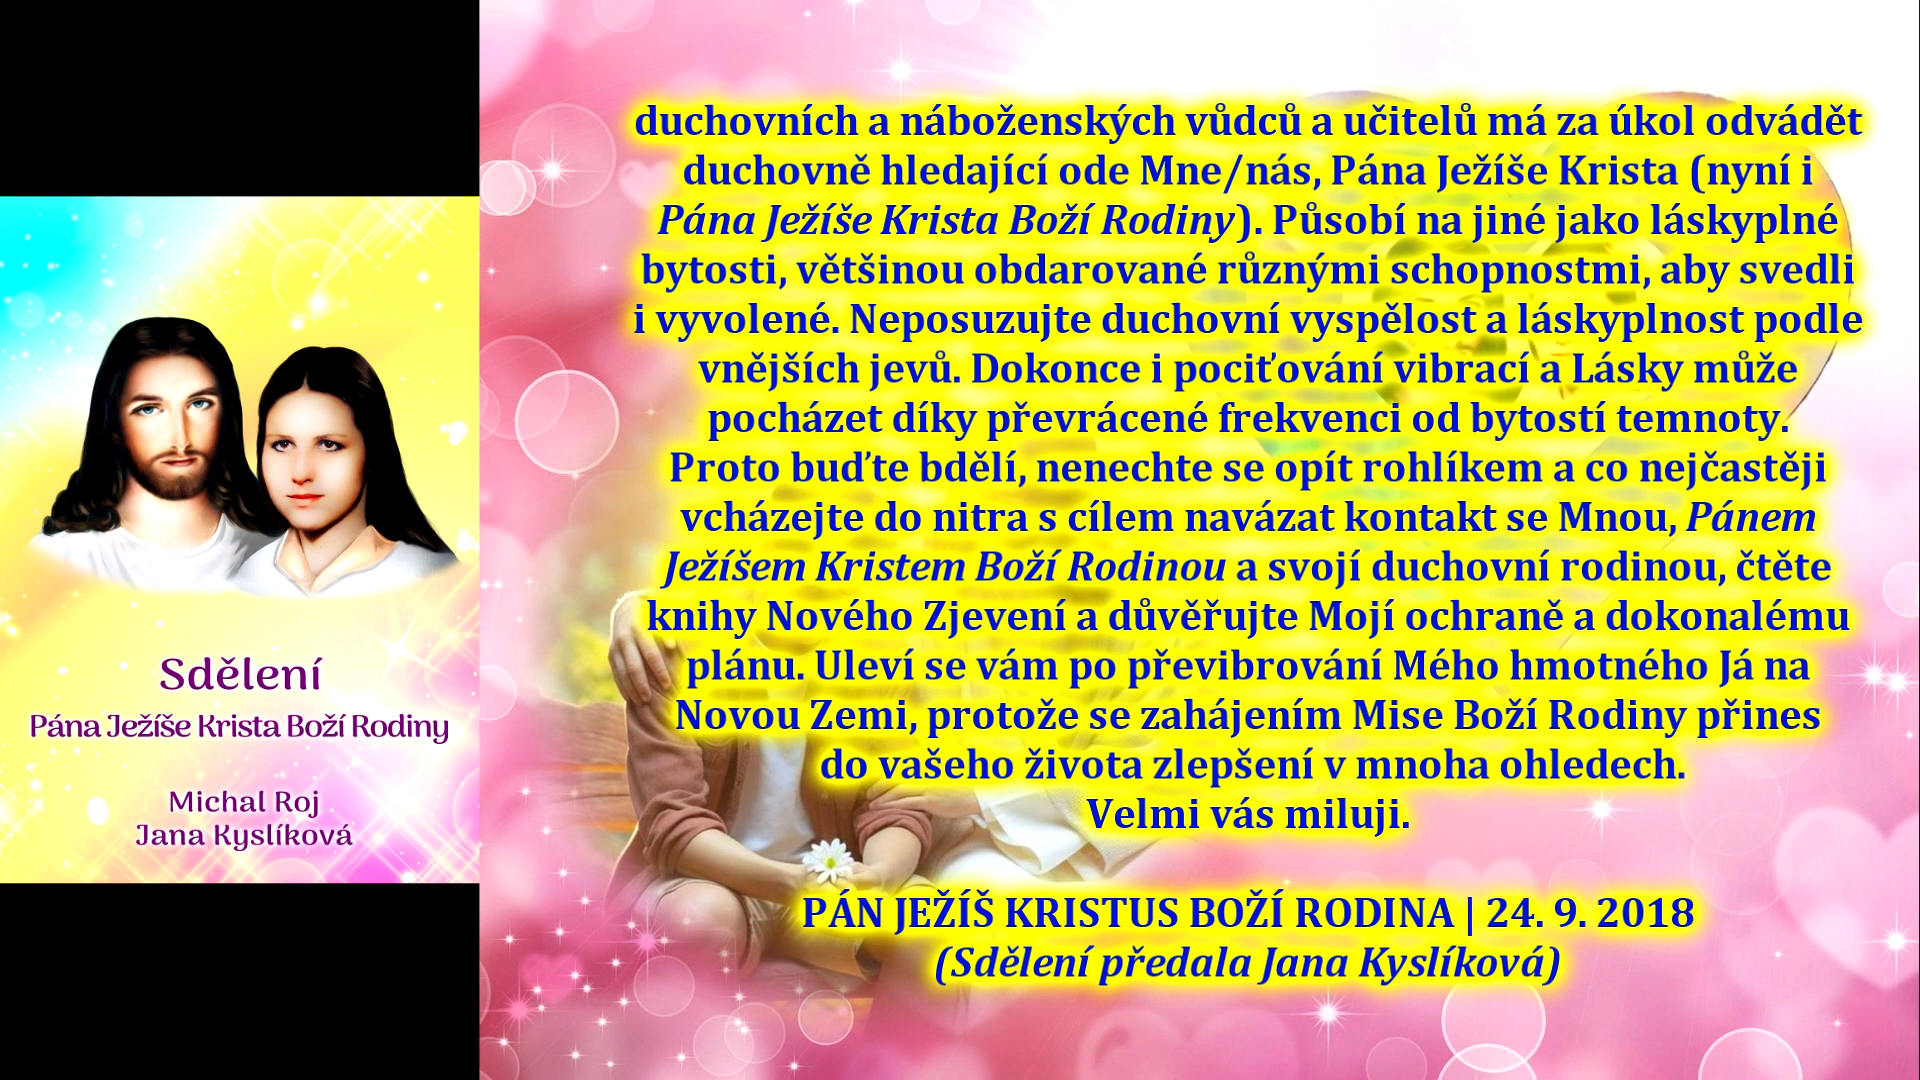 Sdělení
Pána Ježíše Krista Boží Rodiny
Michal Roj
Jana Kyslíková
duchovních a náboženských vůdců a učitelů má za úkol odvádět
duchovně hledající ode Mne/nás, Pána Ježíše Krista (nyní i
Pána Ježíše Krista Boží Rodiny). Působí na jiné jako láskyplné
bytosti, většinou obdarované různými schopnostmi, aby svedli
i vyvolené. Neposuzujte duchovní vyspělost a láskyplnost podle
vnějších jevů. Dokonce i pociťování vibrací a Lásky může
pocházet díky převrácené frekvenci od bytostí temnoty.
Proto buďte bdělí, nenechte se opít rohlíkem a co nejčastěji
vcházejte do nitra s cílem navázat kontakt se Mnou, Pánem
Ježíšem Kristem Boží Rodinou a svojí duchovní rodinou, čtěte
knihy Nového Zjevení a důvěřujte Mojí ochraně a dokonalému
plánu. Uleví se vám po převibrování Mého hmotného Já na
Novou Zemi, protože se zahájením Mise Boží Rodiny přines
do vašeho života zlepšení v mnoha ohledech.
Velmi vás miluji.
PÁN JEŽÍŠ KRISTUS BOŽÍ RODINA | 24. 9. 2018
(Sdělení předala Jana Kyslíková)